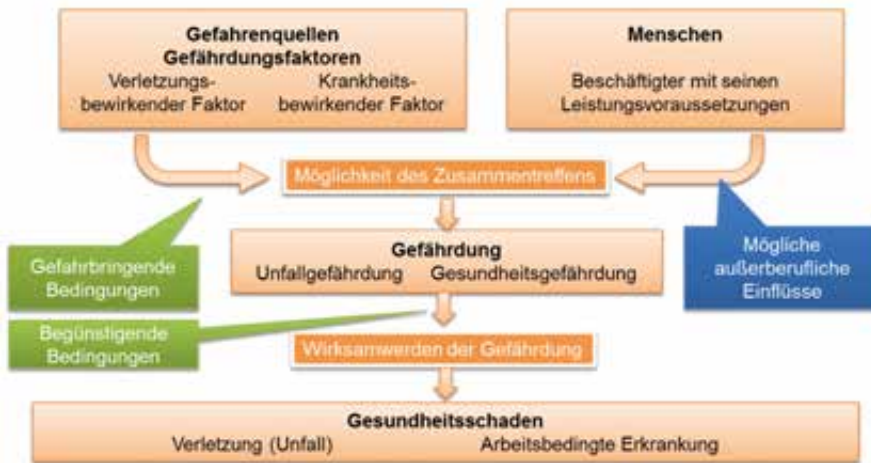 Gefahrenquellen
Gefährdungsfaktoren
Verletzungs-
bewirkender Faktor
Krankheits-
bewirkender Faktor
Menschen
Beschäftigter mit seinen
Leistungsvoraussetzungen
Möglichkeit des Zusammentreffens
Gefahrbringende
Bedingungen
Gefährdung
Unfallgefährdung Gesundheitsgefährdung
Mögliche
außerberufliche
Einflüsse
Begünstigende
Bedingungen
Wirksamwerden der Gefährdung
Gesundheitsschaden
Verletzung (Unfall) Arbeitsbedingte Erkrankung